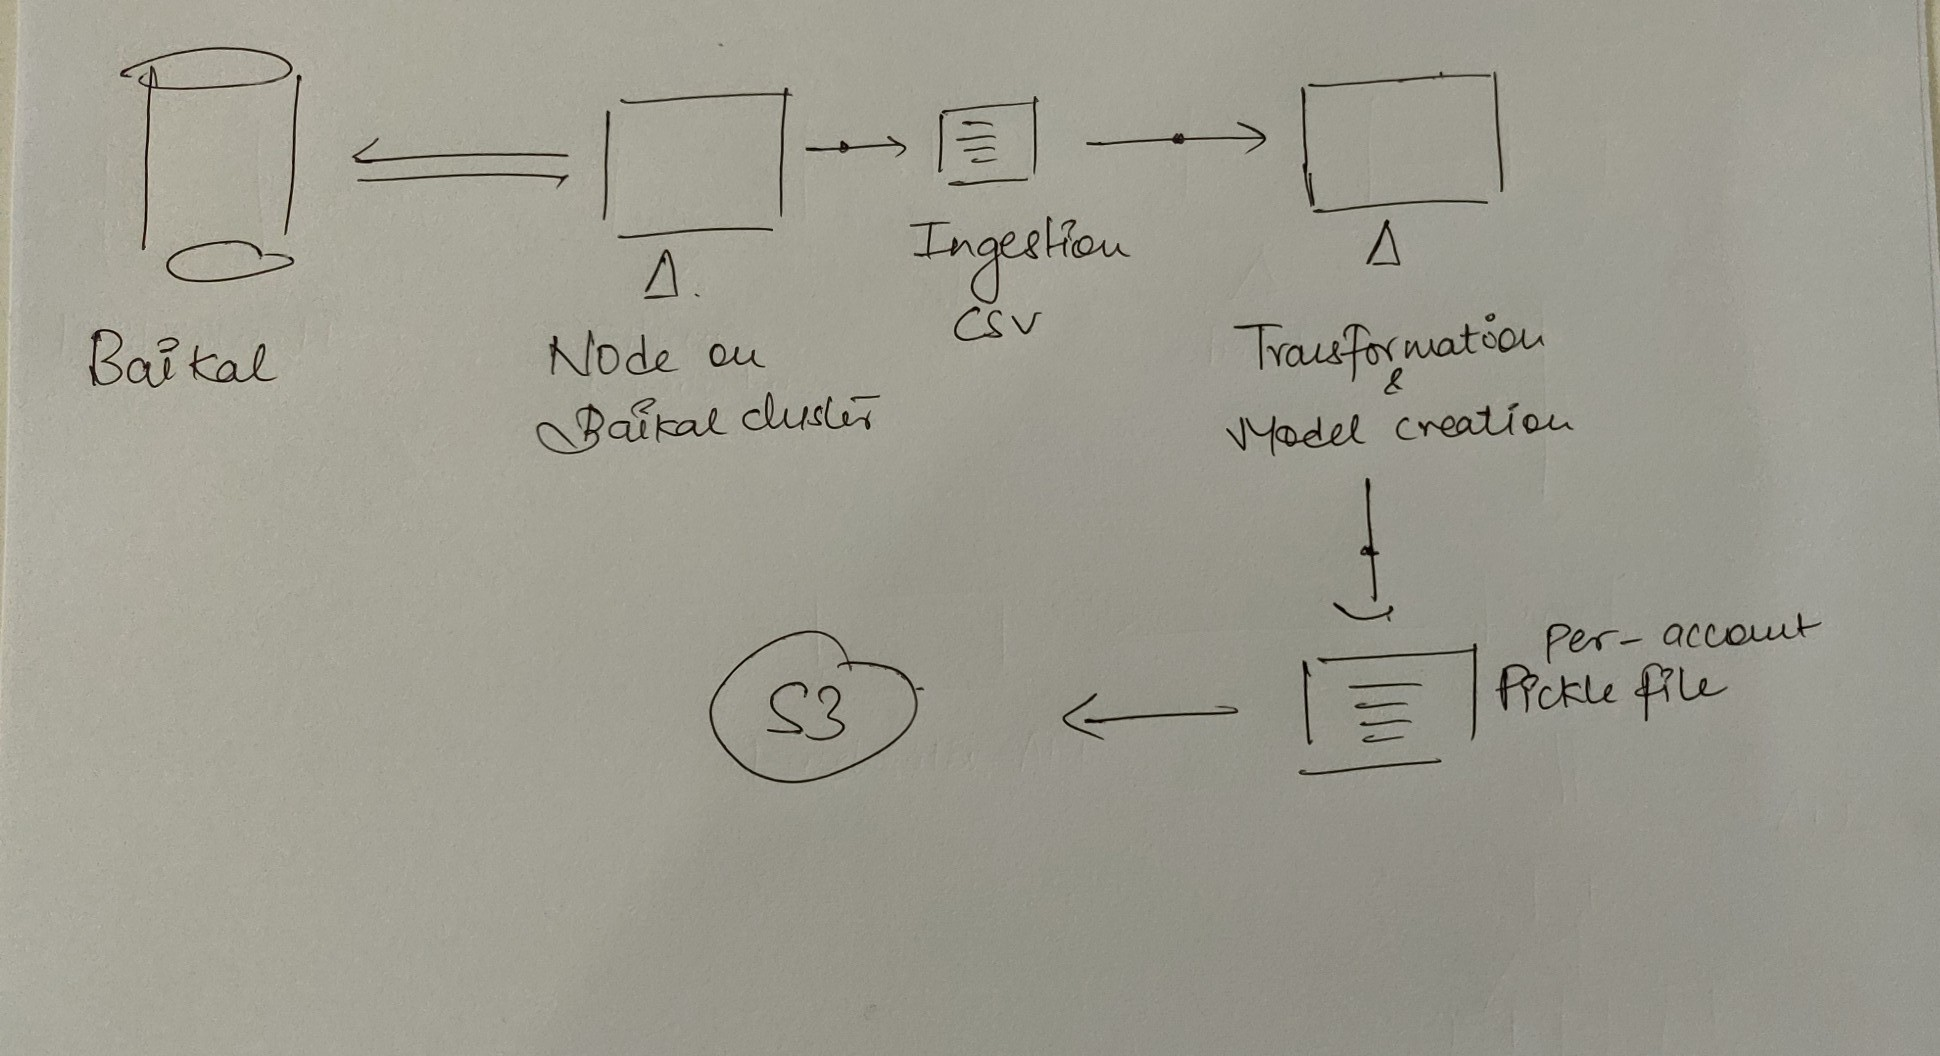 Baikal
Node on
Baikal cluster
Ingestion
CSV
Transformation
&
Model creation
Per-account
Pickle file
S3